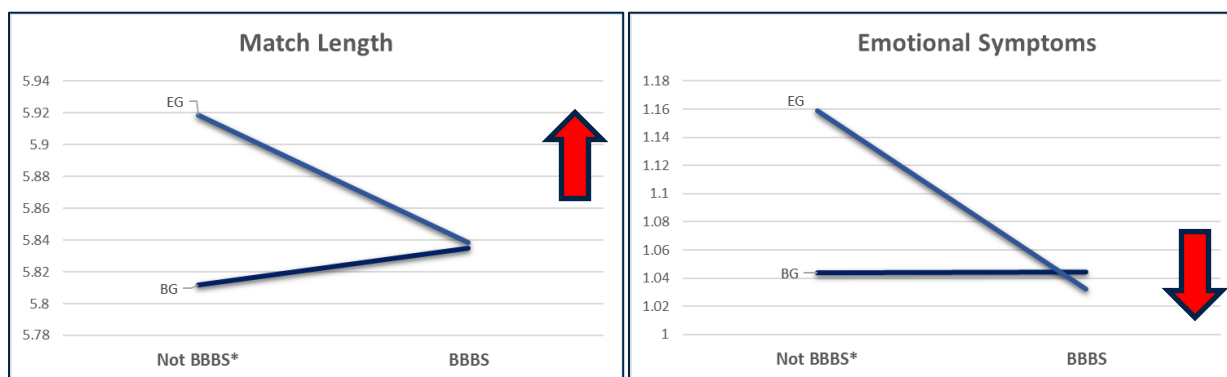 Match Length
5.94
5.92
5.9
5.88
5.86
5.84
5.82
5.8
5.78
EG
BG
Not BBBS*
BBBS
Emotional Symptoms
1.18
1.16
1.14
1.12
1.1
1.08
1.06
1.04
1.02
1
EG
BG
Not BBBS*
BBBS